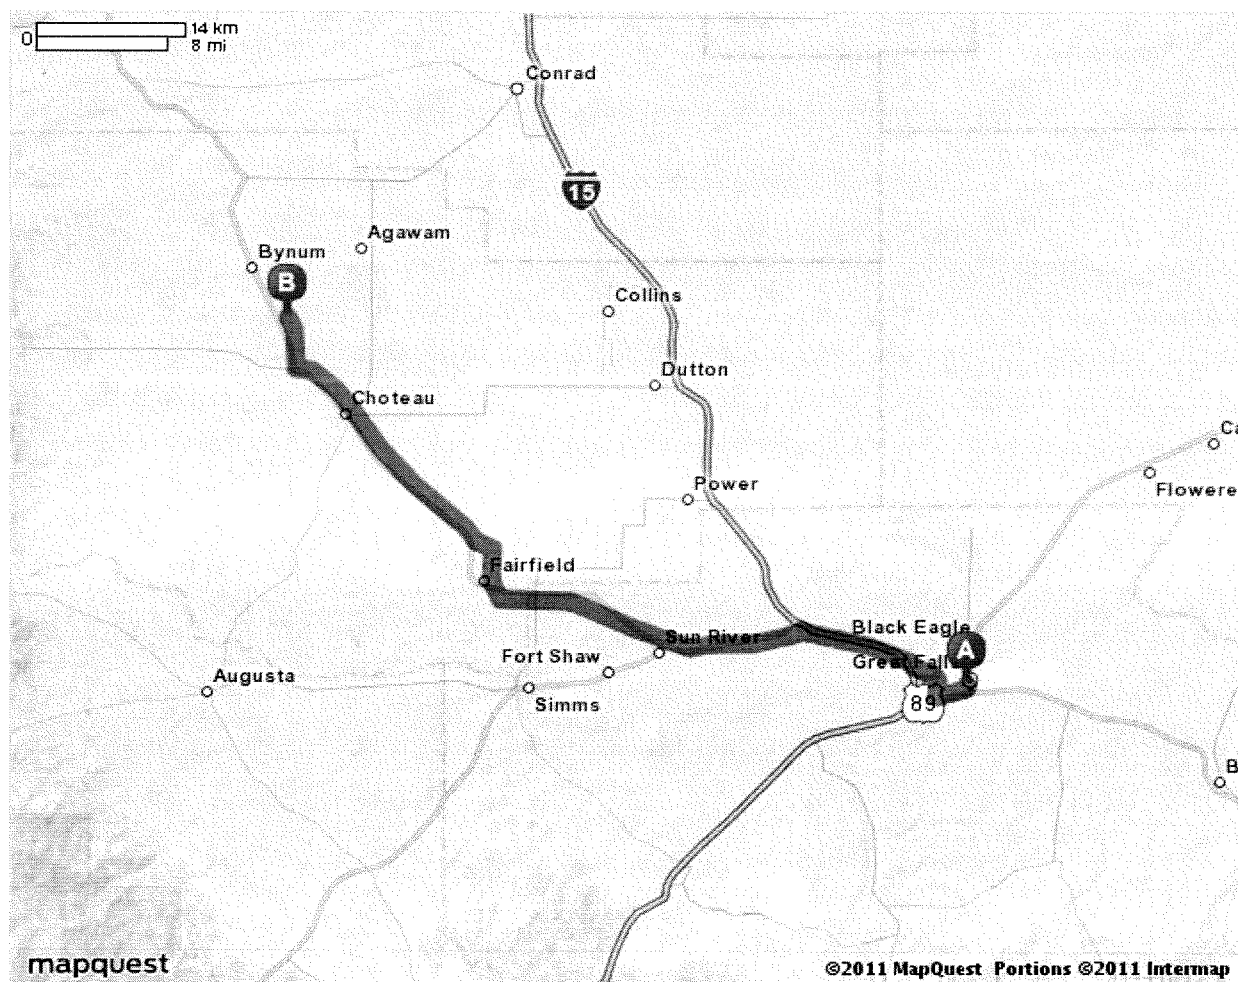 14 km
0
8 mi
Conrad
15
Agawam
Bynum
B
Collins
Dutton
Choteau
Ca
Power
Flowere
Fairfield
Black Eagle
Sun River
A
Fort Shaw
Great Falls
Augusta
Simms
89
B
mapquest
©2011 MapQuest Portions ©2011 Intermap